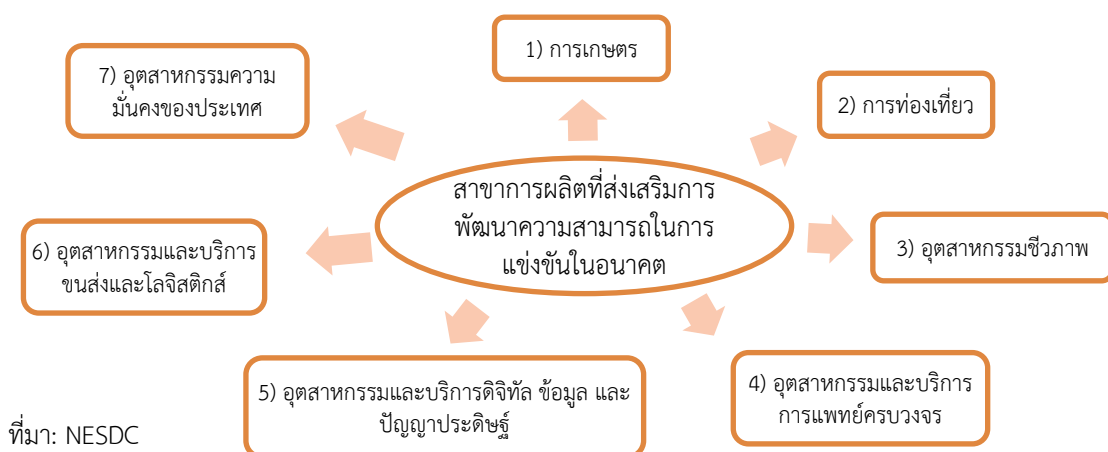 1) การเกษตร
2) การท่องเที่ยว
3) อุตสาหกรรมชีวภาพ
4) อุตสาหกรรมและบริการ
การแพทย์ครบวงจร
5) อุตสาหกรรมและบริการดิจิทัล ข้อมูล และ
ปัญญาประดิษฐ์
6) อุตสาหกรรมและบริการ
ขนส่งและโลจิสติกส์
7) อุตสาหกรรมความ
มั่นคงของประเทศ
สาขาการผลิตที่ส่งเสริมการ
พัฒนาความสามารถในการ
แข่งขันในอนาคต
ที่มา: NESDC